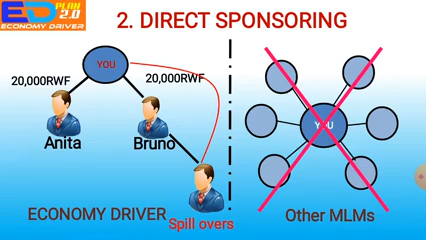 ED PLAN 2.0
ECONOMY DRIVER
2. DIRECT SPONSORING
YOU
20,000RWF
20,000RWF
Anita
Bruno
YOU
ECONOMY DRIVER
Spill overs
Other MLMs